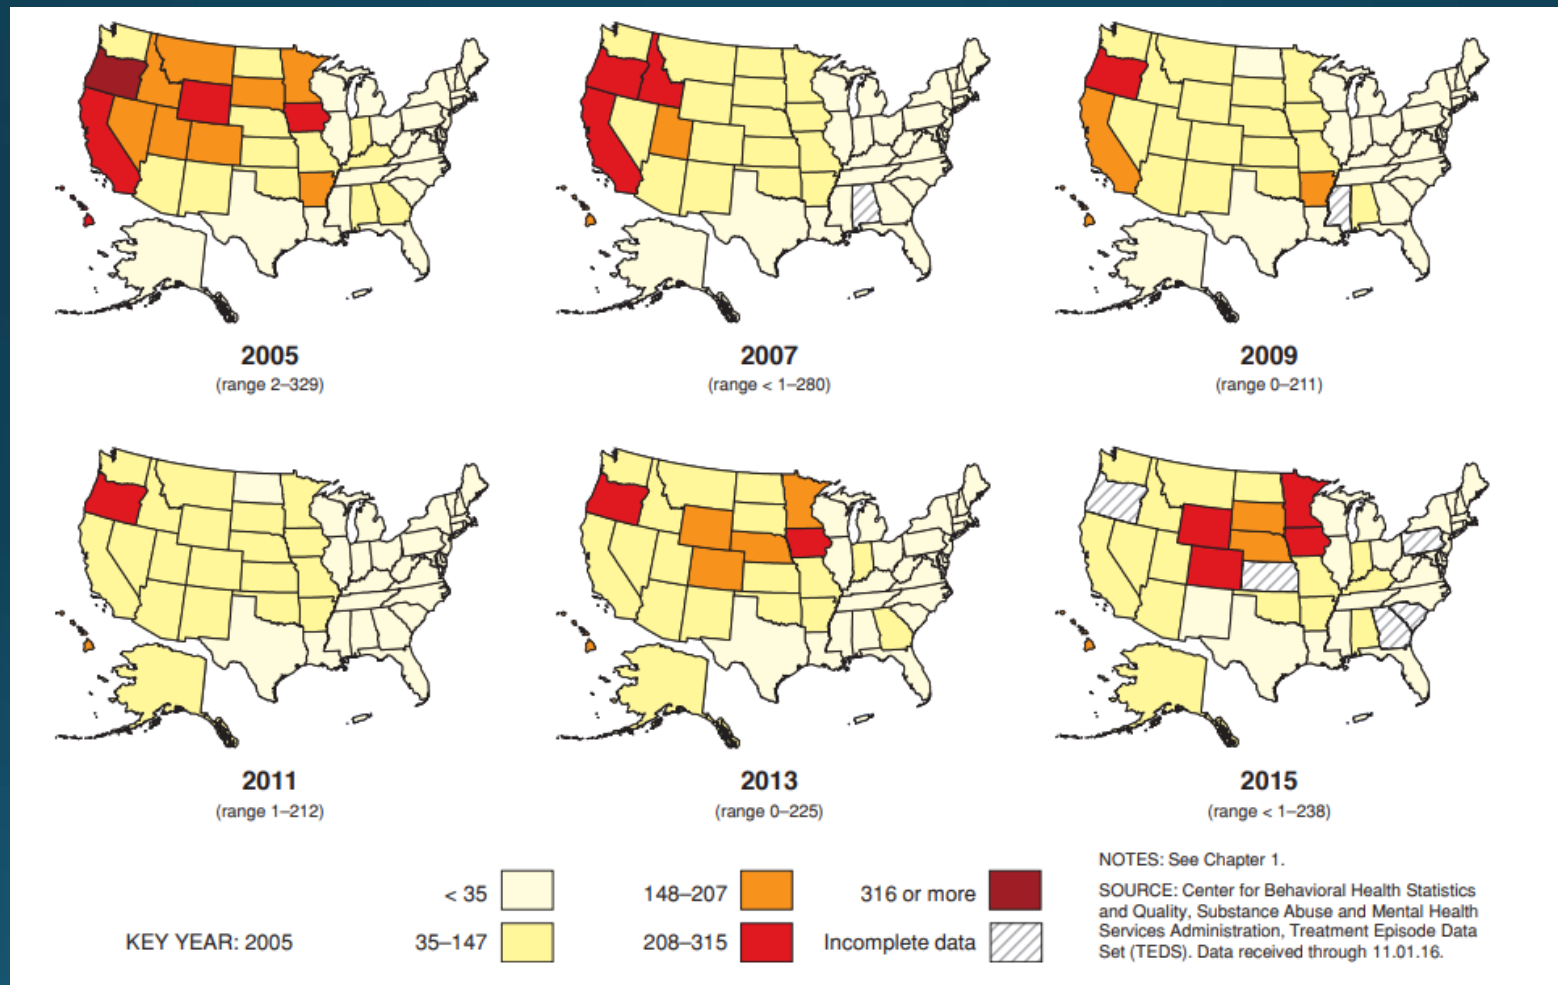 2005
(range 2–329)
2007
(range < 1–280)
2009
(range 0–211)
2011
(range 1–212)
2013
(range 0–225)
2015
(range < 1–238)
KEY YEAR: 2005
< 35
35–147
148–207
208–315
316 or more
Incomplete data
NOTES: See Chapter 1.
SOURCE: Center for Behavioral Health Statistics
and Quality, Substance Abuse and Mental Health
Services Administration, Treatment Episode Data
Set (TEDS). Data received through 11.01.16.